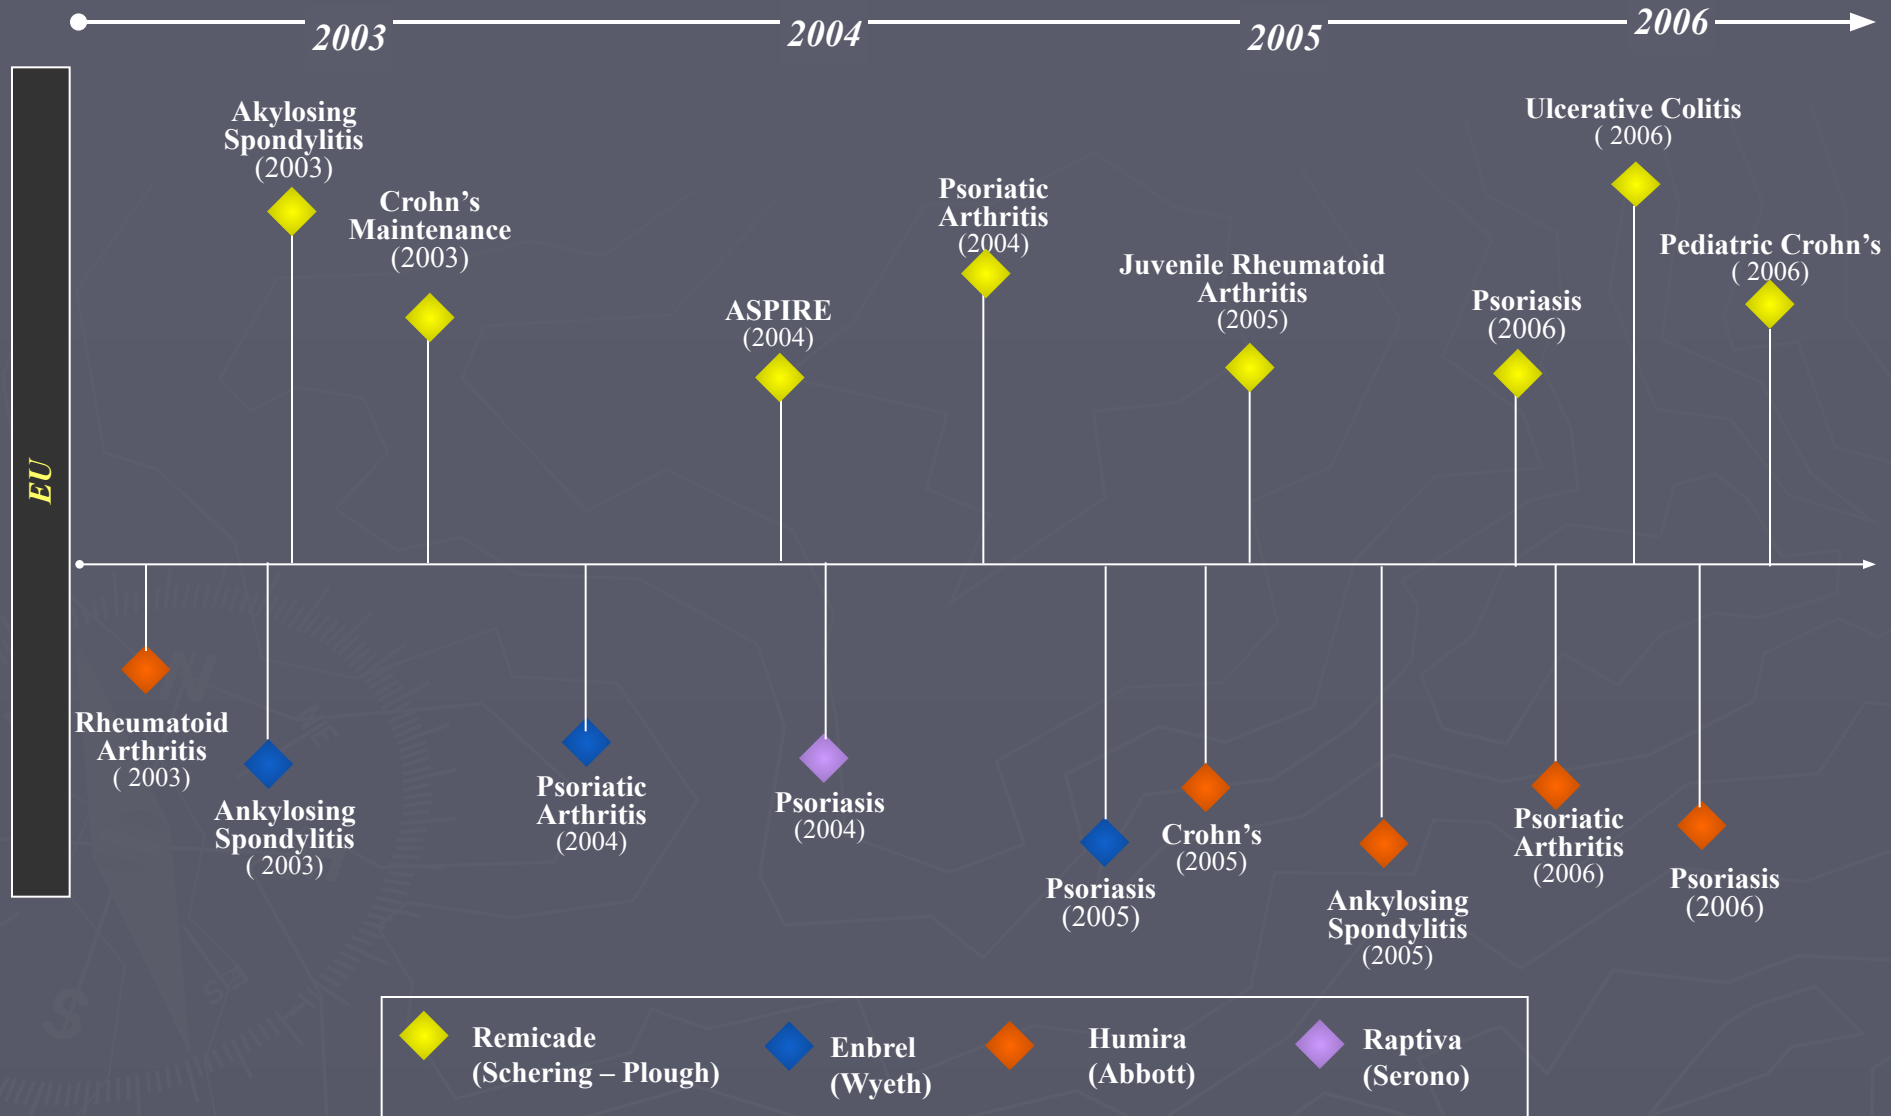 2003
2004
2005
2006
EU
Akylosing
Spondylitis
(2003)
Crohn’s
Maintenance
(2003)
ASPIRE
(2004)
Psoriatic
Arthritis
(2004)
Juvenile Rheumatoid
Arthritis
(2005)
Psoriasis
(2006)
Ulcerative Colitis
( 2006)
Pediatric Crohn’s
( 2006)
Rheumatoid
Arthritis
( 2003)
Ankylosing
Spondylitis
( 2003)
Psoriatic
Arthritis
(2004)
Psoriasis
(2004)
Psoriasis
(2005)
Crohn’s
(2005)
Ankylosing
Spondylitis
(2005)
Psoriatic
Arthritis
(2006)
Psoriasis
(2006)
N
NE
SE
S
Remicade
(Schering – Plough)
Enbrel
(Wyeth)
Humira
(Abbott)
Raptiva
(Serono)